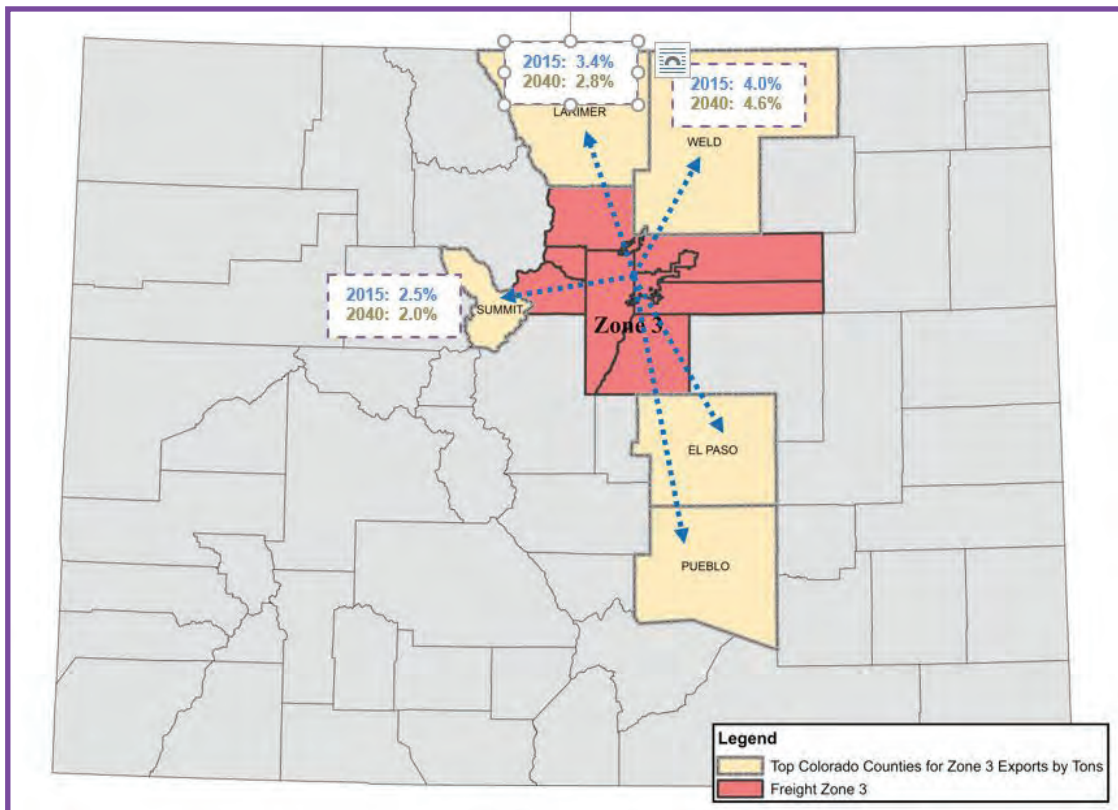 2015: 3.4%
2040: 2.8%
LARIMER
2015: 4.0%
2040: 4.6%
WELD
2015: 2.5%
2040: 2.0%
SUMMIT
Zone 3
EL PASO
PUEBLO
Legend
Top Colorado Counties for Zone 3 Exports by Tons
Freight Zone 3